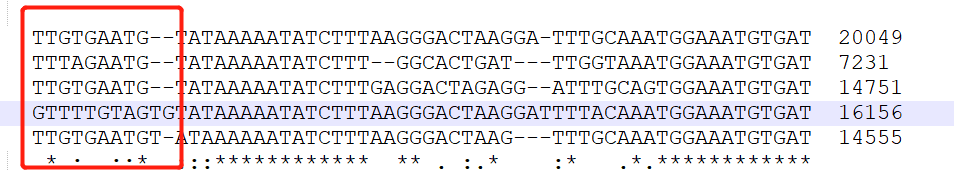 TTGTGAATG--TATAAAAATATCTTTAAGGGACTAAGGA-TTTGCAAATGGAAATGTGAT 20049
TTTAGAATG--TATAAAAATATCTTT--GGCACTGAT---TTGGTAAATGGAAATGTGAT 7231
TTGTGAATG--TATAAAAATATCTTTGAGGACTAGAGG--ATTTGCAGTGGAAATGTGAT 14751
GTTTTGTAGTGTATAAAAATATCTTTAAGGGACTAAGGATTTTACAAATGGAAATGTGAT 16156
TTGTGAATGT-ATAAAAATATCTTTAAGGGACTAAG---TTTGCAAATGGAAATGTGAT 14555
* : :·* :::************ ** . :.* :* .*.************